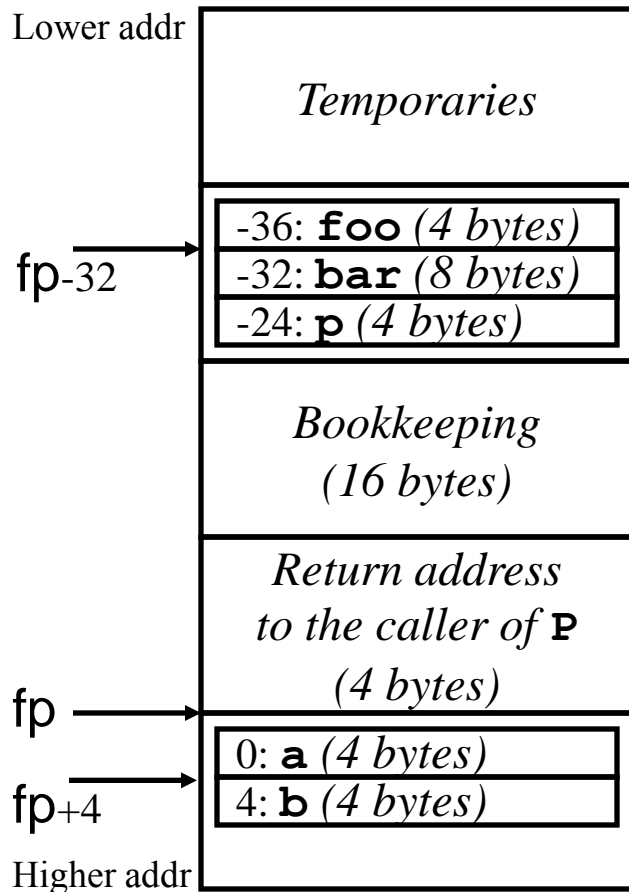 Lower addr
Temporaries
-36: foo (4 bytes)
fp-32
-32: bar (8 bytes)
-24: p (4 bytes)
Bookkeeping
(16 bytes)
Return address
to the caller of P
(4 bytes)
fp
0: a (4 bytes)
fp+4
4: b (4 bytes)
Higher addr